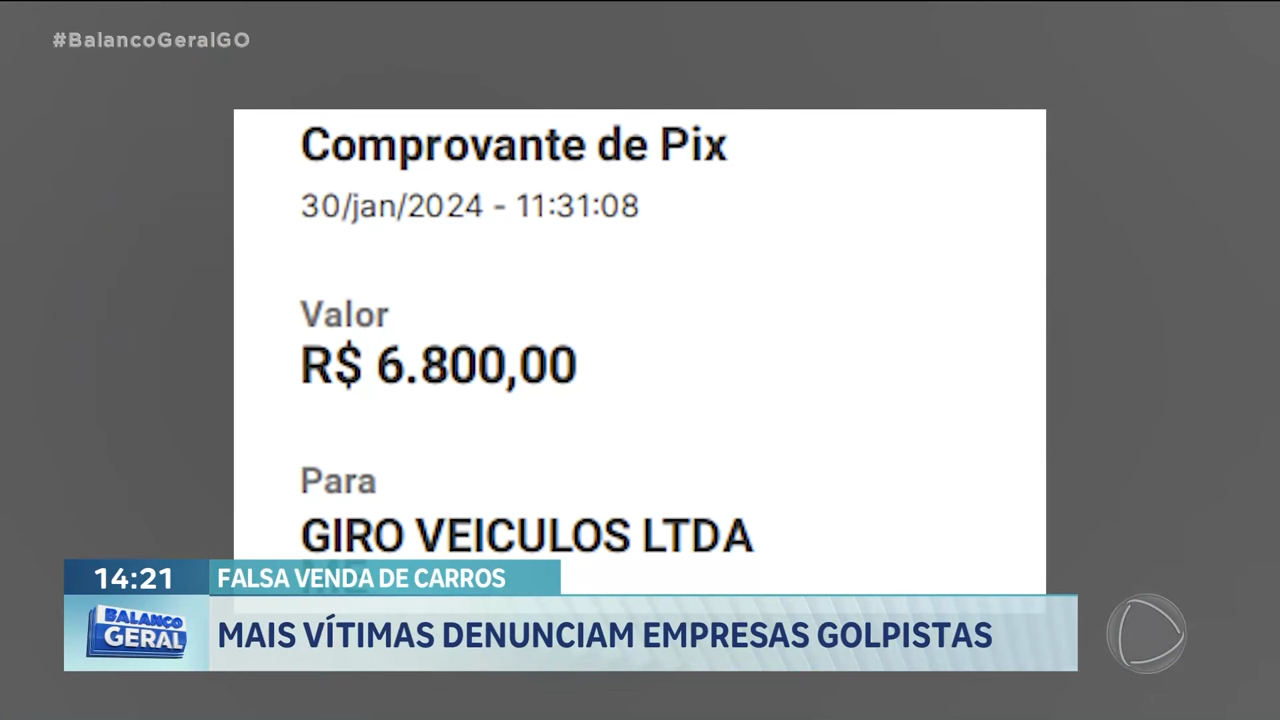 #BalancoGeralGO
Comprovante de Pix
30/jan/2024 - 11:31:08
Valor
R$ 6.800,00
Para
GIRO VEICULOS LTDA
ME
14:21
FALSA VENDA DE CARROS
BALANÇO
GERAL
MAIS VÍTIMAS DENUNCIAM EMPRESAS GOLPISTAS